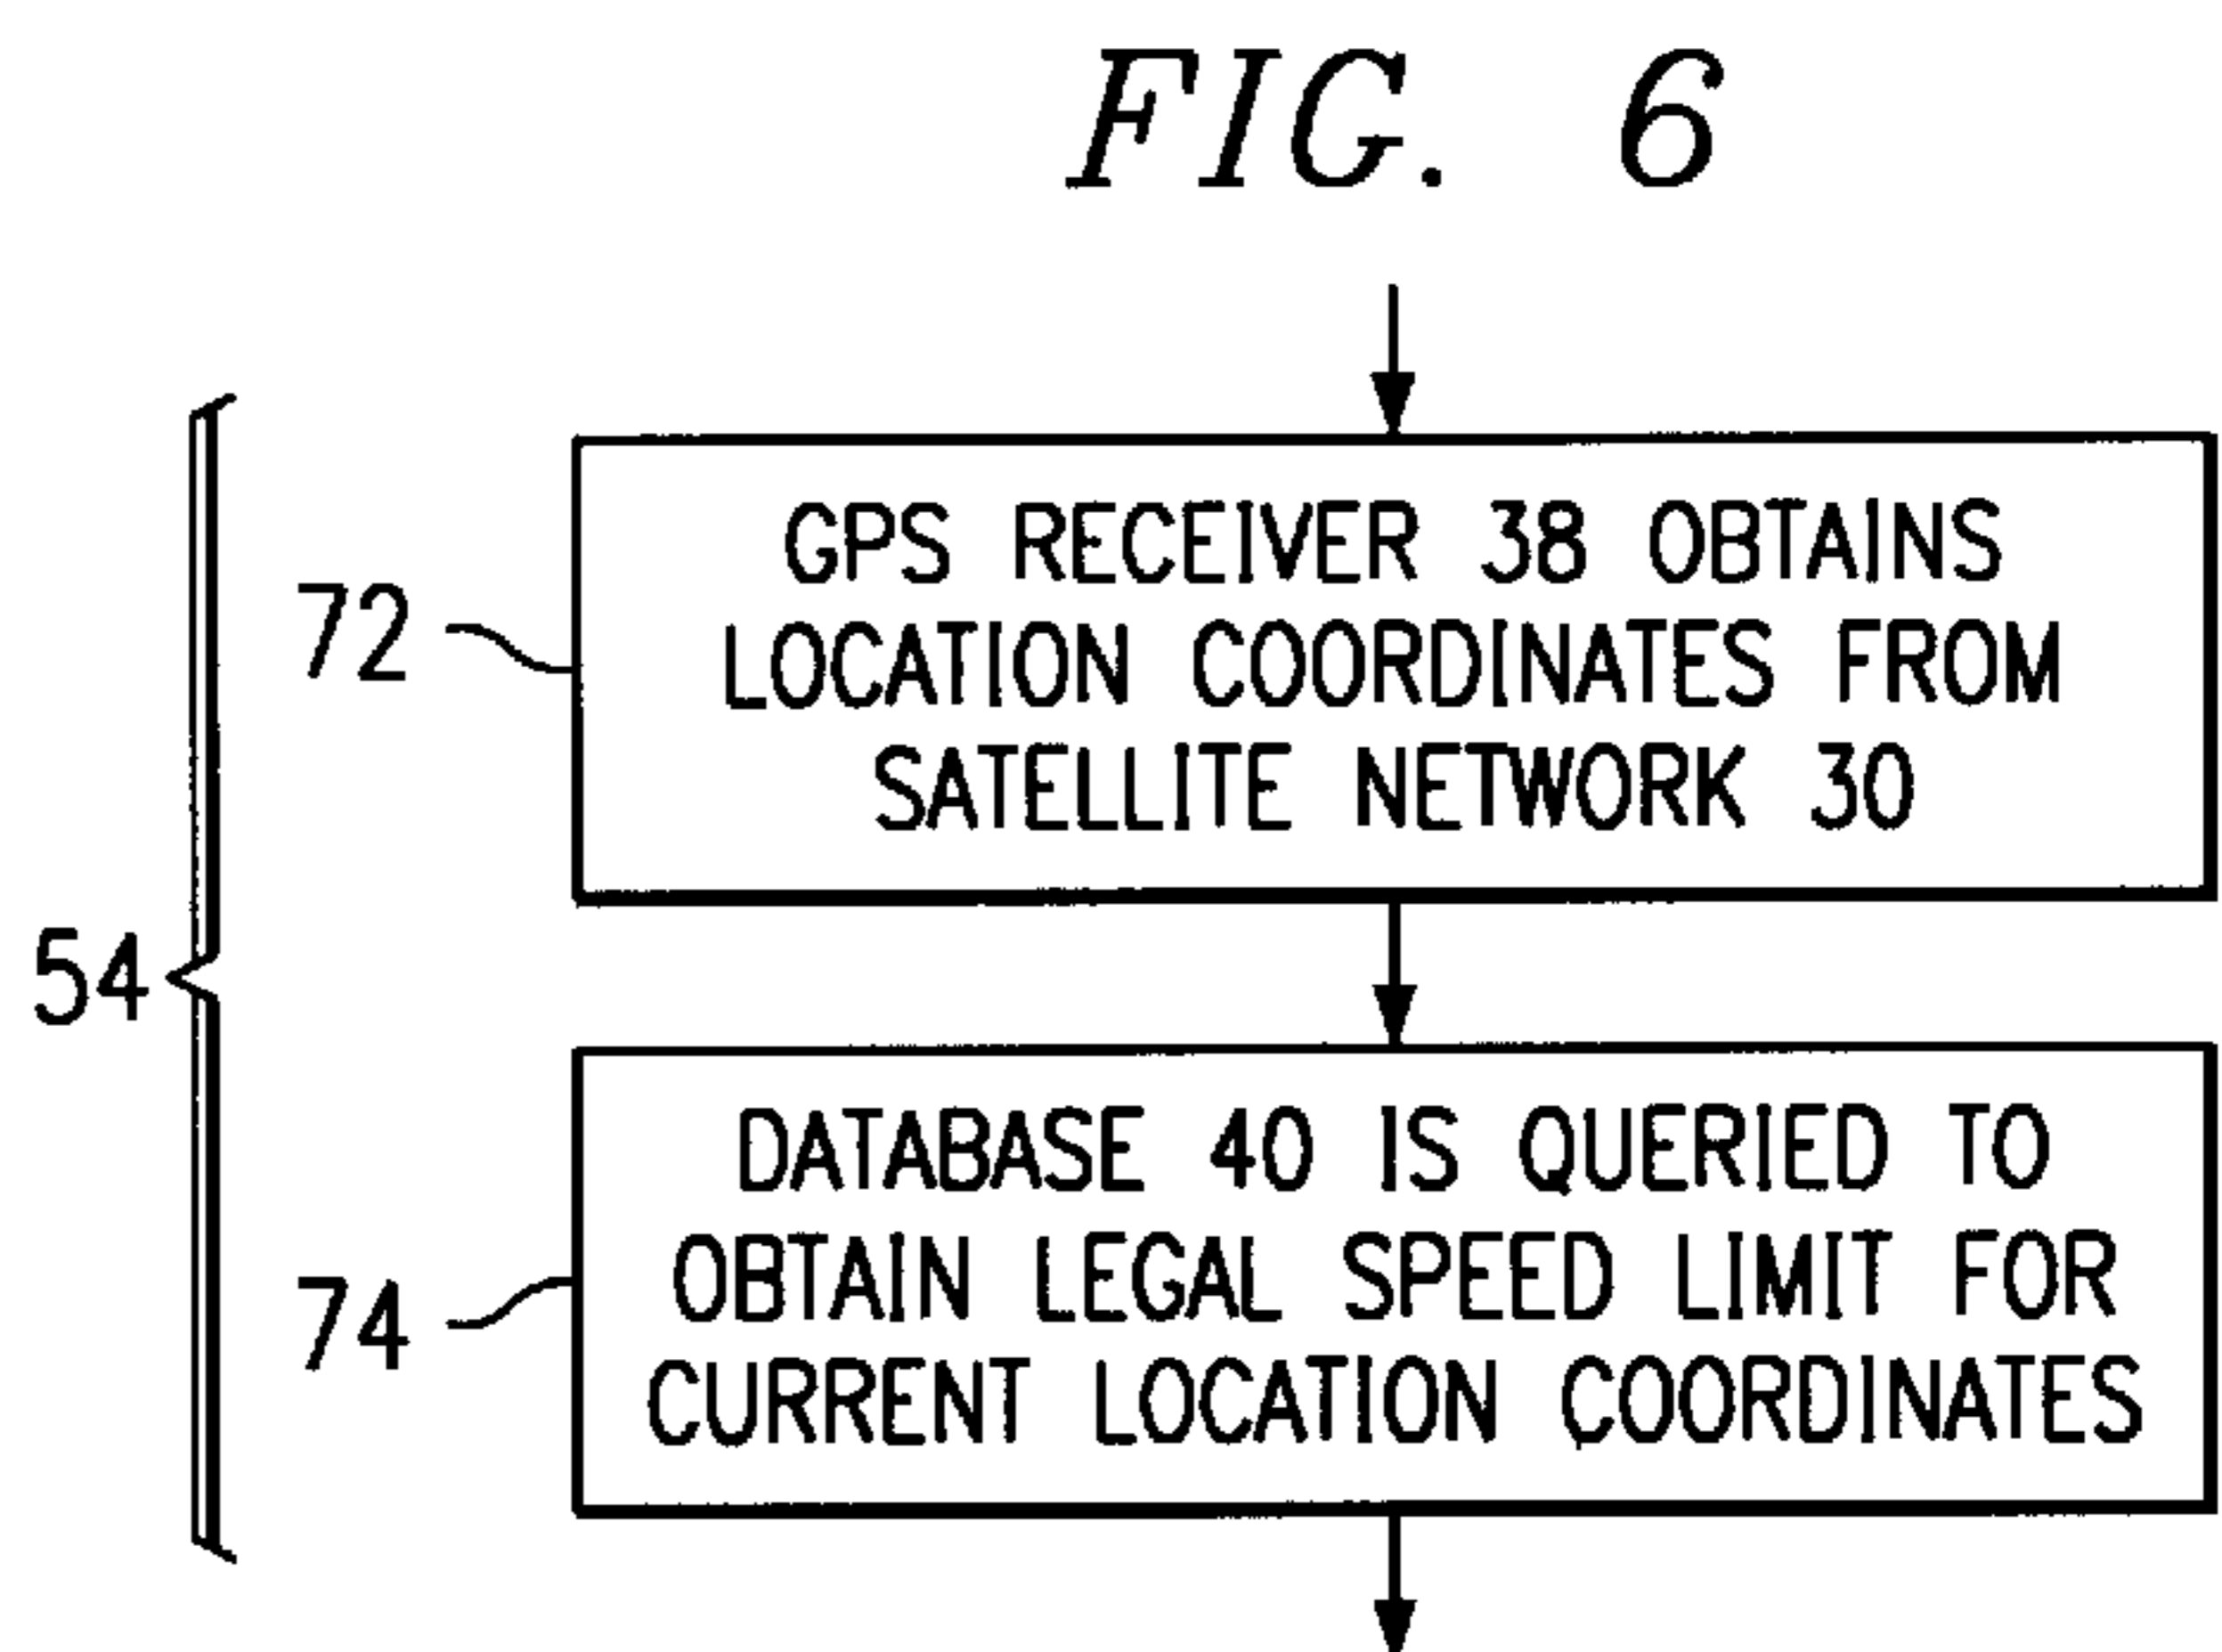 FIG. 6
72
GPS RECEIVER 38 OBTAINS
LOCATION COORDINATES FROM
SATELLITE NETWORK 30
54
74
DATABASE 40 IS QUERIED TO
OBTAIN LEGAL SPEED LIMIT FOR
CURRENT LOCATION COORDINATES